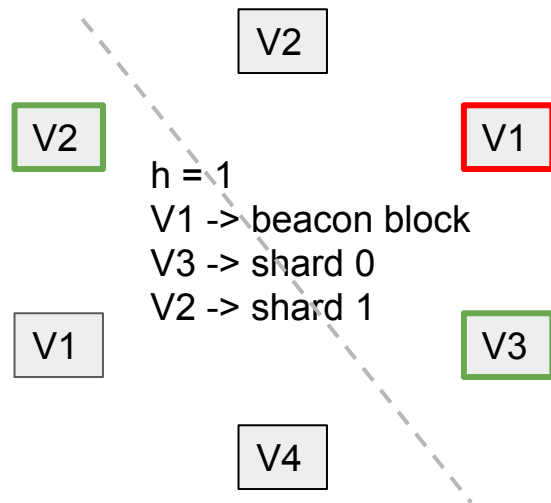 V2
V2
V1
h = 1
V1 -> beacon block
V3 -> shard 0
V2 -> shard 1
V1
V3
V4